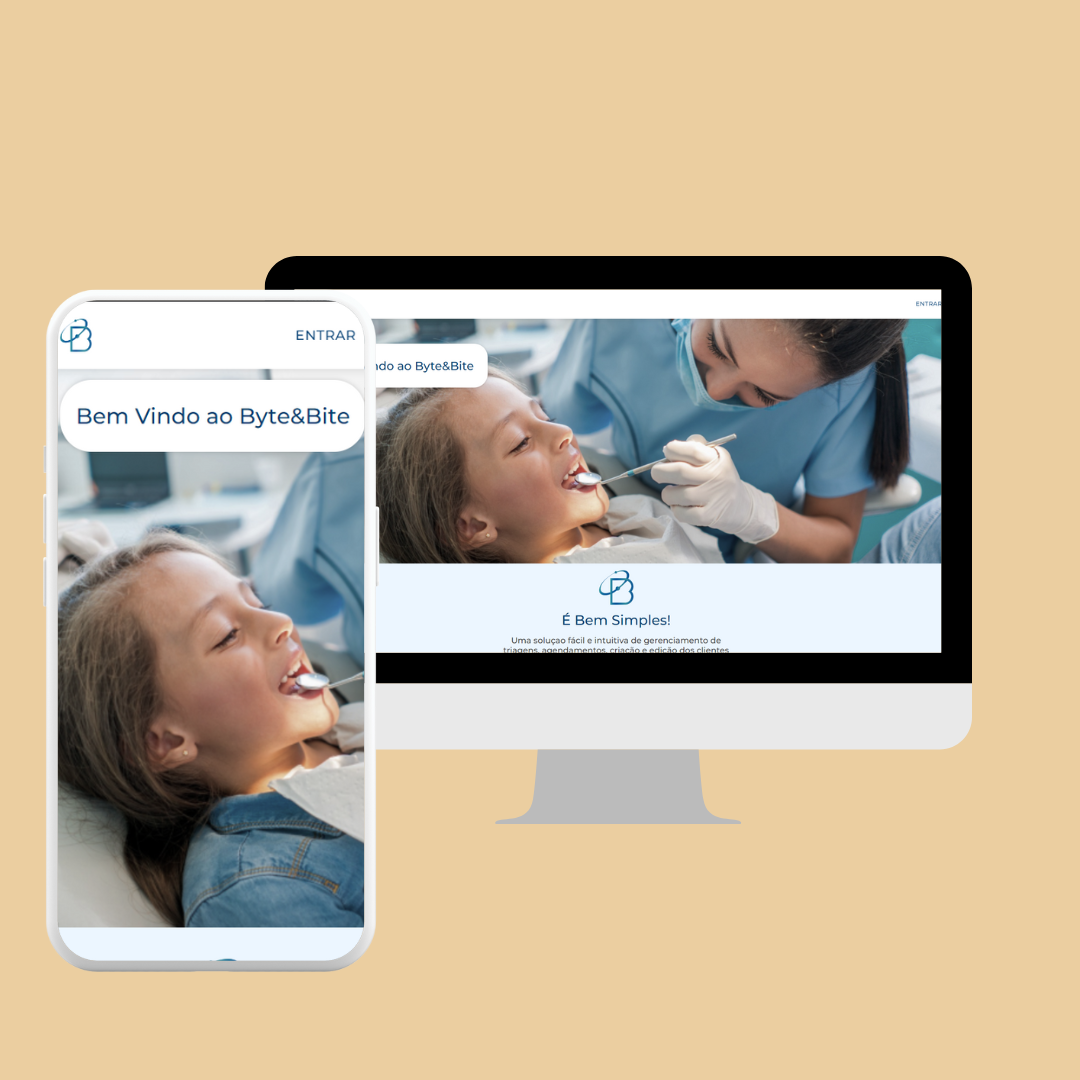 ENTRAR
Bem Vindo ao Byte&Bite
ENTRAR
ndo ao Byte&Bite
É Bem Simples!
Uma soluçao fácil e intuitiva de gerenciamento de
triagens, agendamentos, criação e edição dos clientes